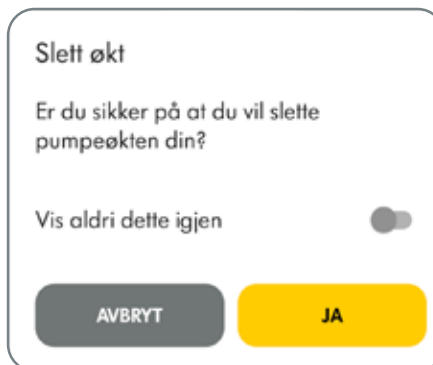 Slett økt
Er du sikker på at du vil slette
pumpeøkten din?
Vis aldri dette igjen
AVBRYT
JA